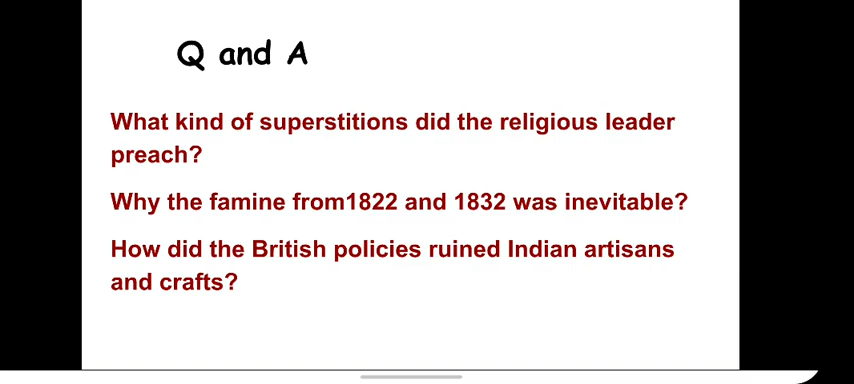 Q and A
What kind of superstitions did the religious leader
preach?
Why the famine from1822 and 1832 was inevitable?
How did the British policies ruined Indian artisans
and crafts?